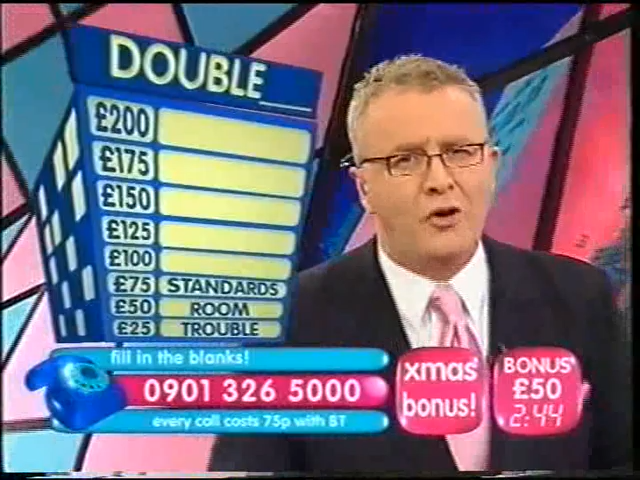 DOUBLE ____
£200
£175
£150
£125
£100
£75 STANDARDS
£50 ROOM
£25 TROUBLE
fill in the blanks!
0901 326 5000
every call costs 75p with BT
xmas*
bonus!
BONUS*
£50
2:44